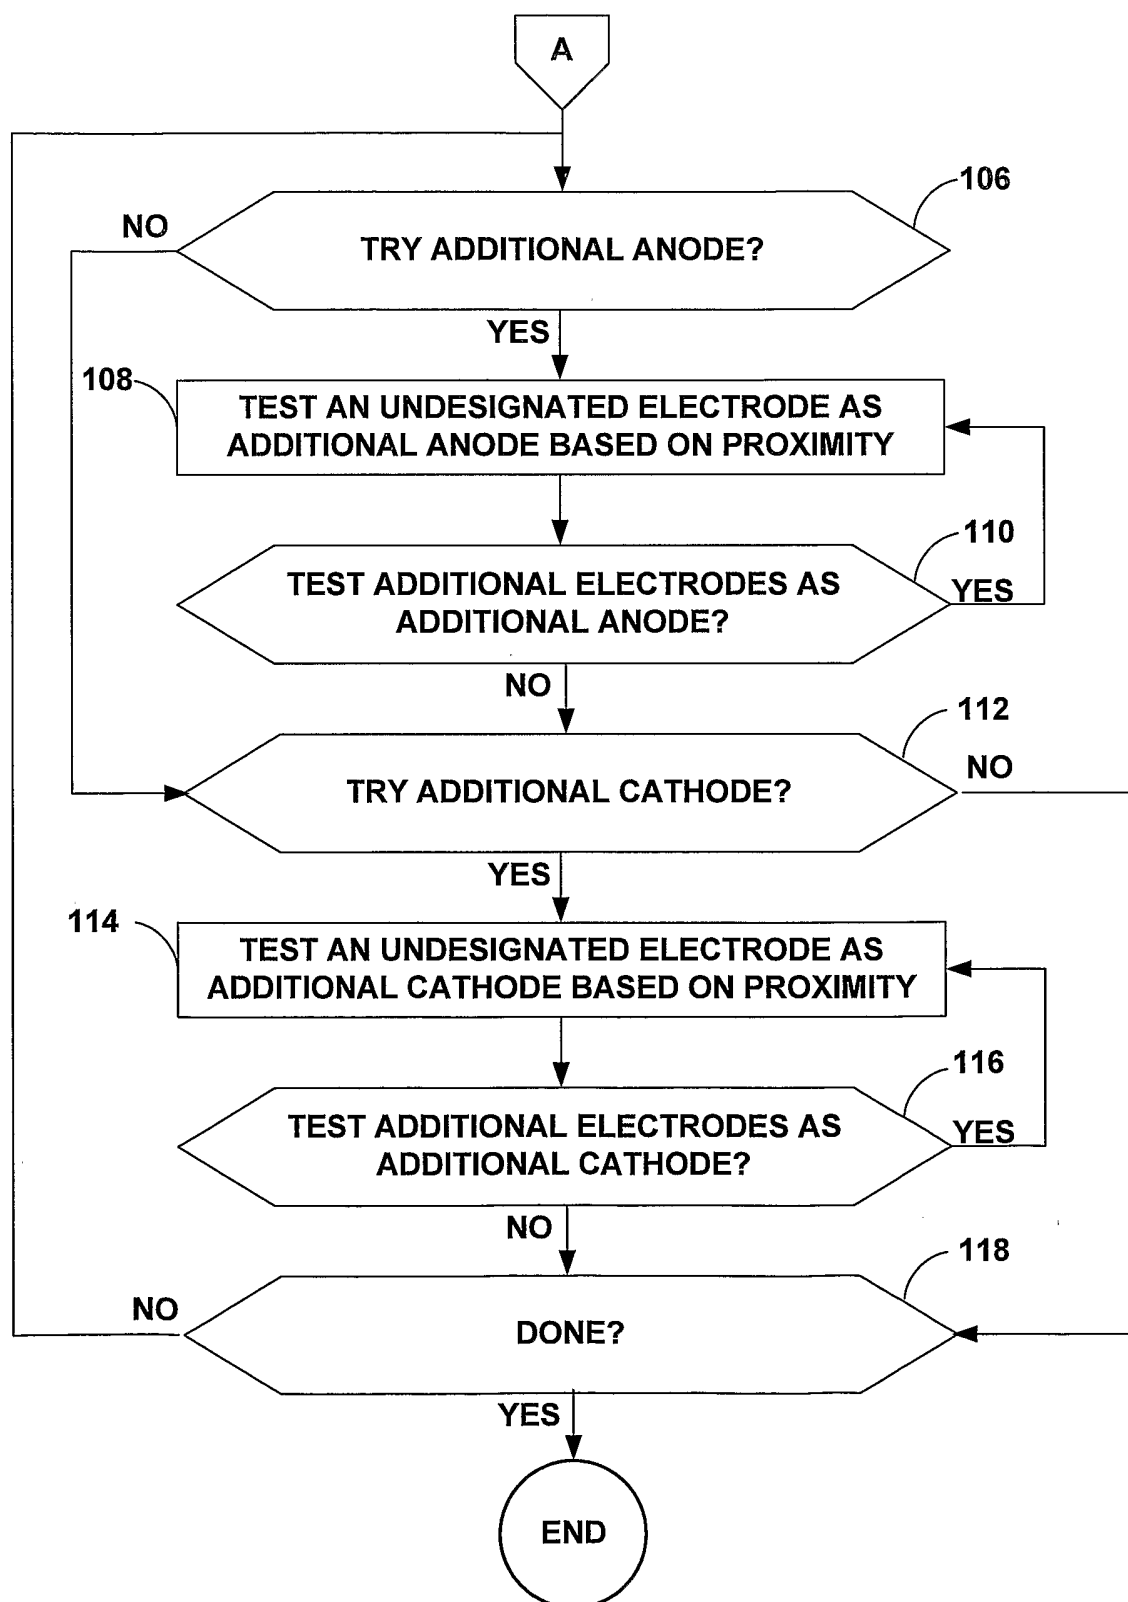 A
106
NO
TRY ADDITIONAL ANODE?
YES
108
TEST AN UNDESIGNATED ELECTRODE AS
ADDITIONAL ANODE BASED ON PROXIMITY
110
TEST ADDITIONAL ELECTRODES AS
ADDITIONAL ANODE?
YES
NO
112
TRY ADDITIONAL CATHODE?
NO
YES
114
TEST AN UNDESIGNATED ELECTRODE AS
ADDITIONAL CATHODE BASED ON PROXIMITY
116
TEST ADDITIONAL ELECTRODES AS
ADDITIONAL CATHODE?
YES
NO
118
NO
DONE?
YES
END